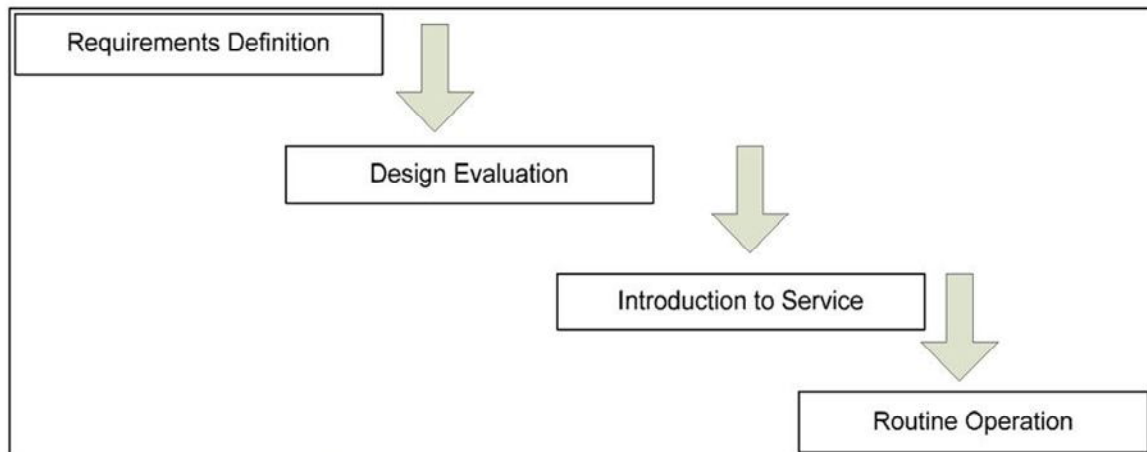 Requirements Definition
Design Evaluation
Introduction to Service
Routine Operation